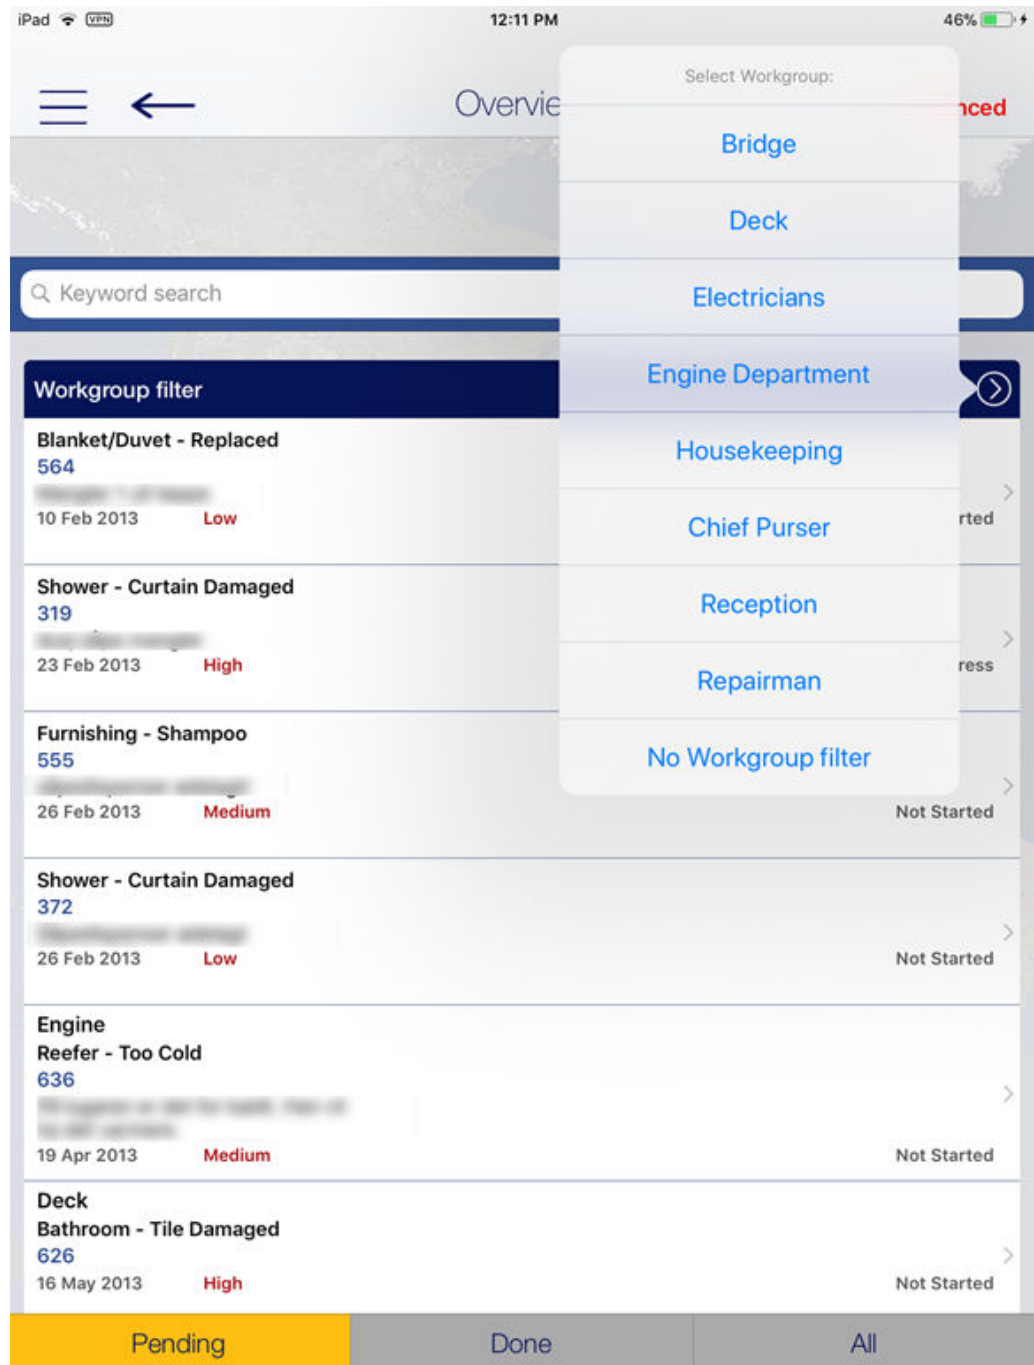 iPad VPN 12:11 PM 46%
Select Workgroup:
Overvie
nced
Bridge
Deck
Electricians
Engine Department
Housekeeping
Chief Purser
Reception
Repairman
No Workgroup filter
Keyword search
Workgroup filter
Blanket/Duvet - Replaced
564
10 Feb 2013 Low rted
Shower - Curtain Damaged
319
23 Feb 2013 High ress
Furnishing - Shampoo
555
26 Feb 2013 Medium Not Started
Shower - Curtain Damaged
372
26 Feb 2013 Low Not Started
Engine
Reefer - Too Cold
636
19 Apr 2013 Medium Not Started
Deck
Bathroom - Tile Damaged
626
16 May 2013 High Not Started
Pending Done All